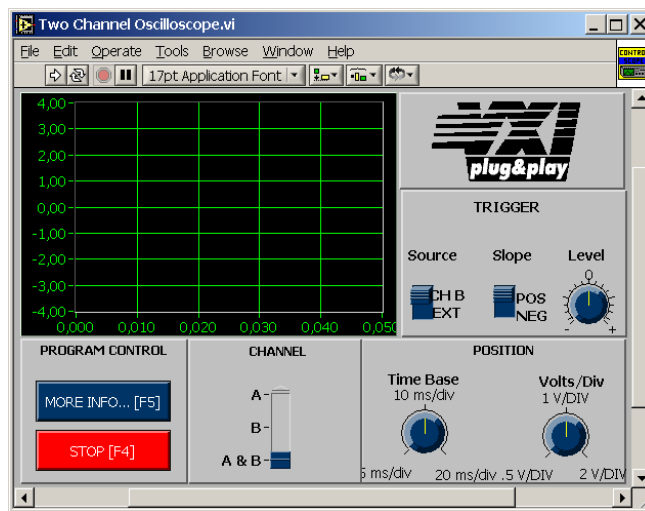 Two Channel Oscilloscope.vi
File Edit Operate Tools Browse Window Help
17pt Application Font
4,00
3,00
2,00
1,00
0,00
-1,00
-2,00
-3,00
-4,00
0,000 0,010 0,020 0,030 0,040 0,050
VXI
plug&play
TRIGGER
Source Slope Level
CH B
EXT
POS
NEG
0
- +
PROGRAM CONTROL
MORE INFO... [F5]
STOP [F4]
CHANNEL
A
B
A & B
POSITION
Time Base
10 ms/div
5 ms/div 20 ms/div
Volts/Div
1 V/DIV
.5 V/DIV 2 V/DIV